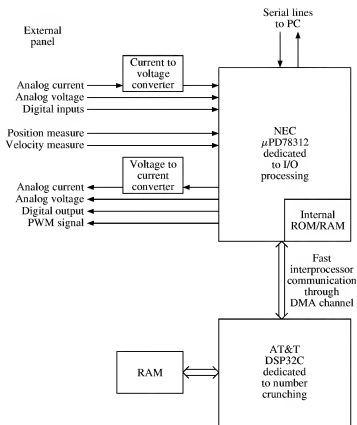 External
panel
Serial lines
to PC
Current to
voltage
converter
Analog current
Analog voltage
Digital inputs
Position measure
Velocity measure
NEC
μPD78312
dedicated
to I/O
processing
Voltage to
current
converter
Analog current
Analog voltage
Digital output
PWM signal
Internal
ROM/RAM
Fast
interprocessor
communication
through
DMA channel
AT&T
DSP32C
dedicated
to number
crunching
RAM